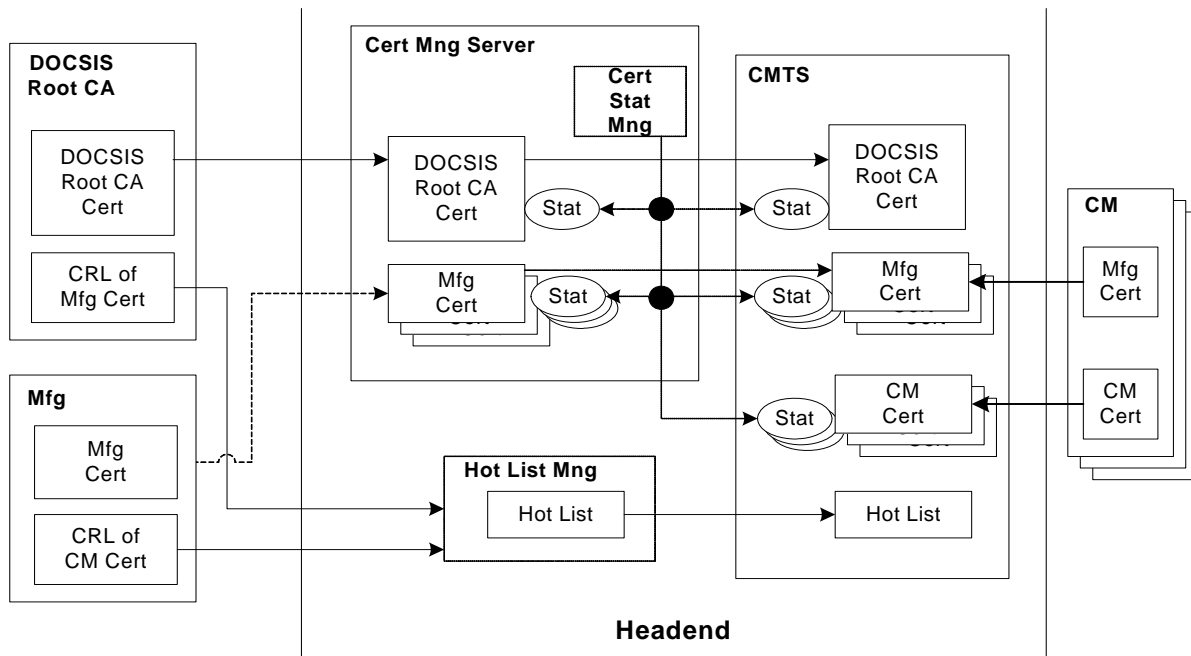 DOCSIS
Root CA
DOCSIS
Root CA
Cert
CRL of
Mfg Cert
Mfg
Mfg
Cert
CRL of
CM Cert
Cert Mng Server
Cert
Stat
Mng
DOCSIS
Root CA
Cert
Stat
Mfg
Cert
Stat
Hot List Mng
Hot List
CMTS
DOCSIS
Root CA
Cert
Stat
Mfg
Cert
Stat
CM
Cert
Stat
Hot List
CM
Mfg
Cert
CM
Cert
Headend